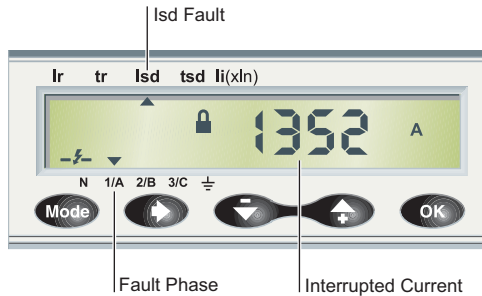 Isd Fault
Ir tr Isd tsd Ii(xIn)
1352 A
N 1/A 2/B 3/C
Mode OK
Fault Phase Interrupted Current